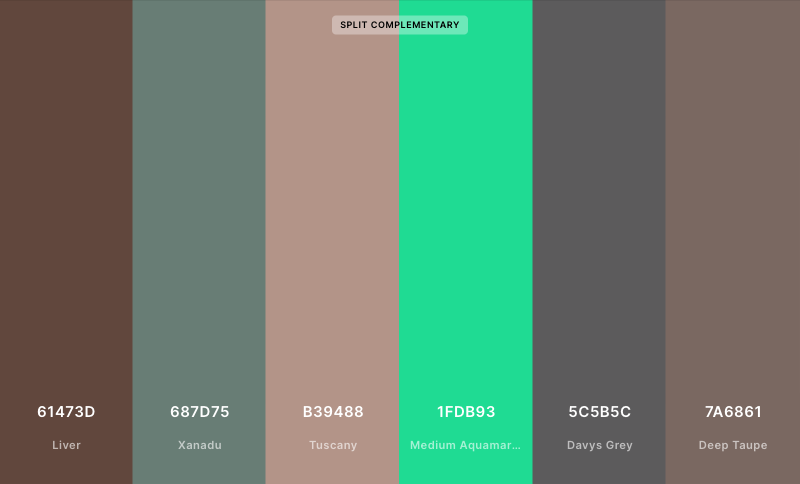 SPLIT COMPLEMENTARY
61473D
Liver
687D75
Xanadu
B39488
Tuscany
1FDB93
Medium Aquamar...
5C5B5C
Davys Grey
7A6861
Deep Taupe